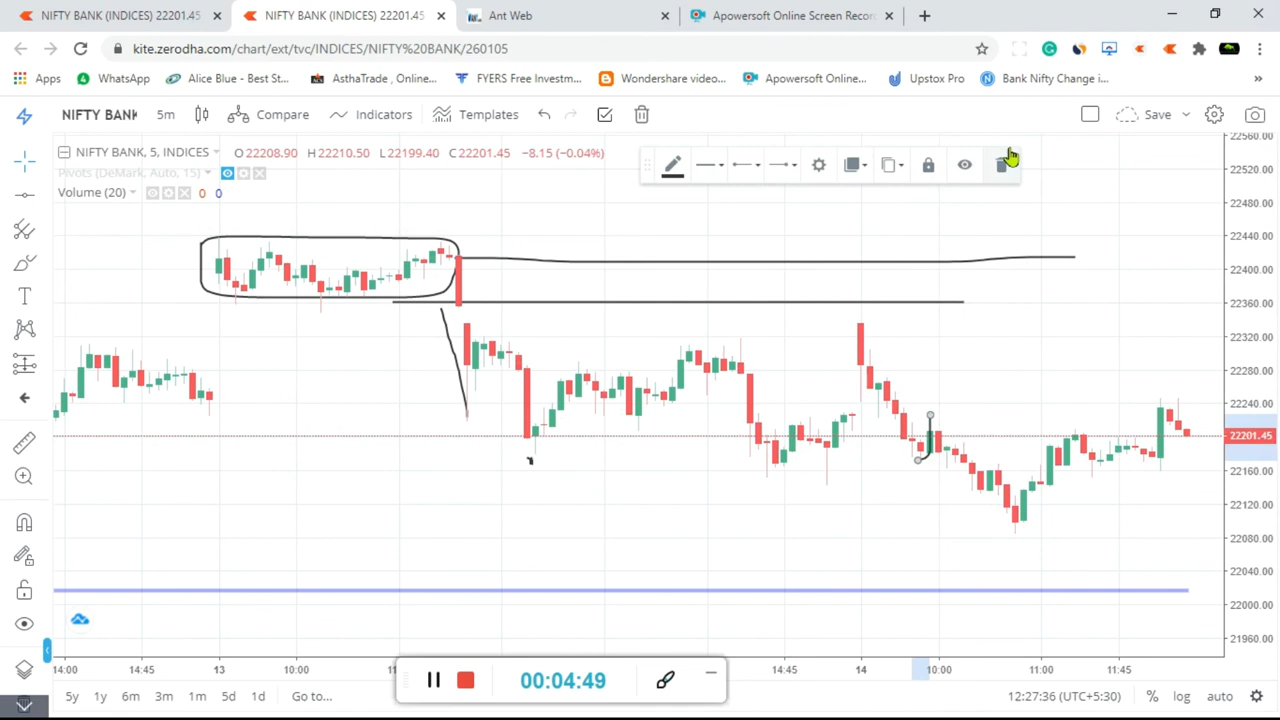 NIFTY BANK (INDICES) 22201.45
NIFTY BANK (INDICES) 22201.45
Ant Web
Apowersoft Online Screen Recor
kite.zerodha.com/chart/ext/tvc/INDICES/NIFTY%20BANK/260105
Apps
WhatsApp
Alice Blue - Best St...
AsthaTrade , Online...
FYERS Free Investm...
Wondershare video...
Apowersoft Online...
Upstox Pro
Bank Nifty Change i...
»
NIFTY BANK
5m
Compare
Indicators
Templates
Save
NIFTY BANK, 5, INDICES
O 22208.90 H 22210.50 L 22199.40 C 22201.45 −8.15 (−0.04%)
Pivots (DeMark, Auto, 15)
Volume (20)
0 0
22560.00
22520.00
22480.00
22440.00
22400.00
22360.00
22320.00
22280.00
22240.00
22201.45
22160.00
22120.00
22080.00
22040.00
22000.00
21960.00
14:00
14:45
13
10:00
14:45
14
10:00
11:00
11:45
00:04:49
5y
1y
6m
3m
1m
5d
1d
Go to...
12:27:36 (UTC+5:30)
%
log
auto